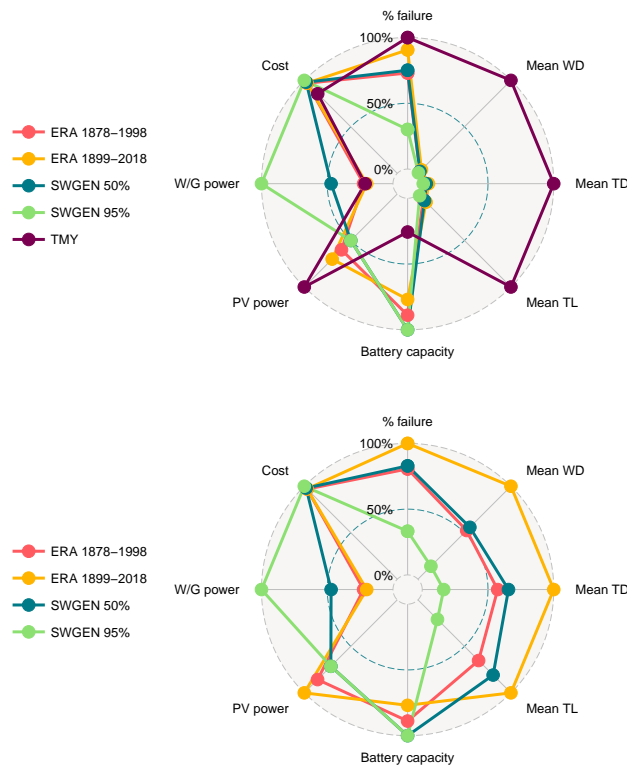 % failure
100%
Cost
Mean WD
50%
ERA 1878–1998
ERA 1899–2018
SWGEN 50%
SWGEN 95%
TMY
0%
W/G power
Mean TD
PV power
Mean TL
Battery capacity
% failure
100%
Cost
Mean WD
50%
ERA 1878–1998
ERA 1899–2018
SWGEN 50%
SWGEN 95%
0%
W/G power
Mean TD
PV power
Mean TL
Battery capacity